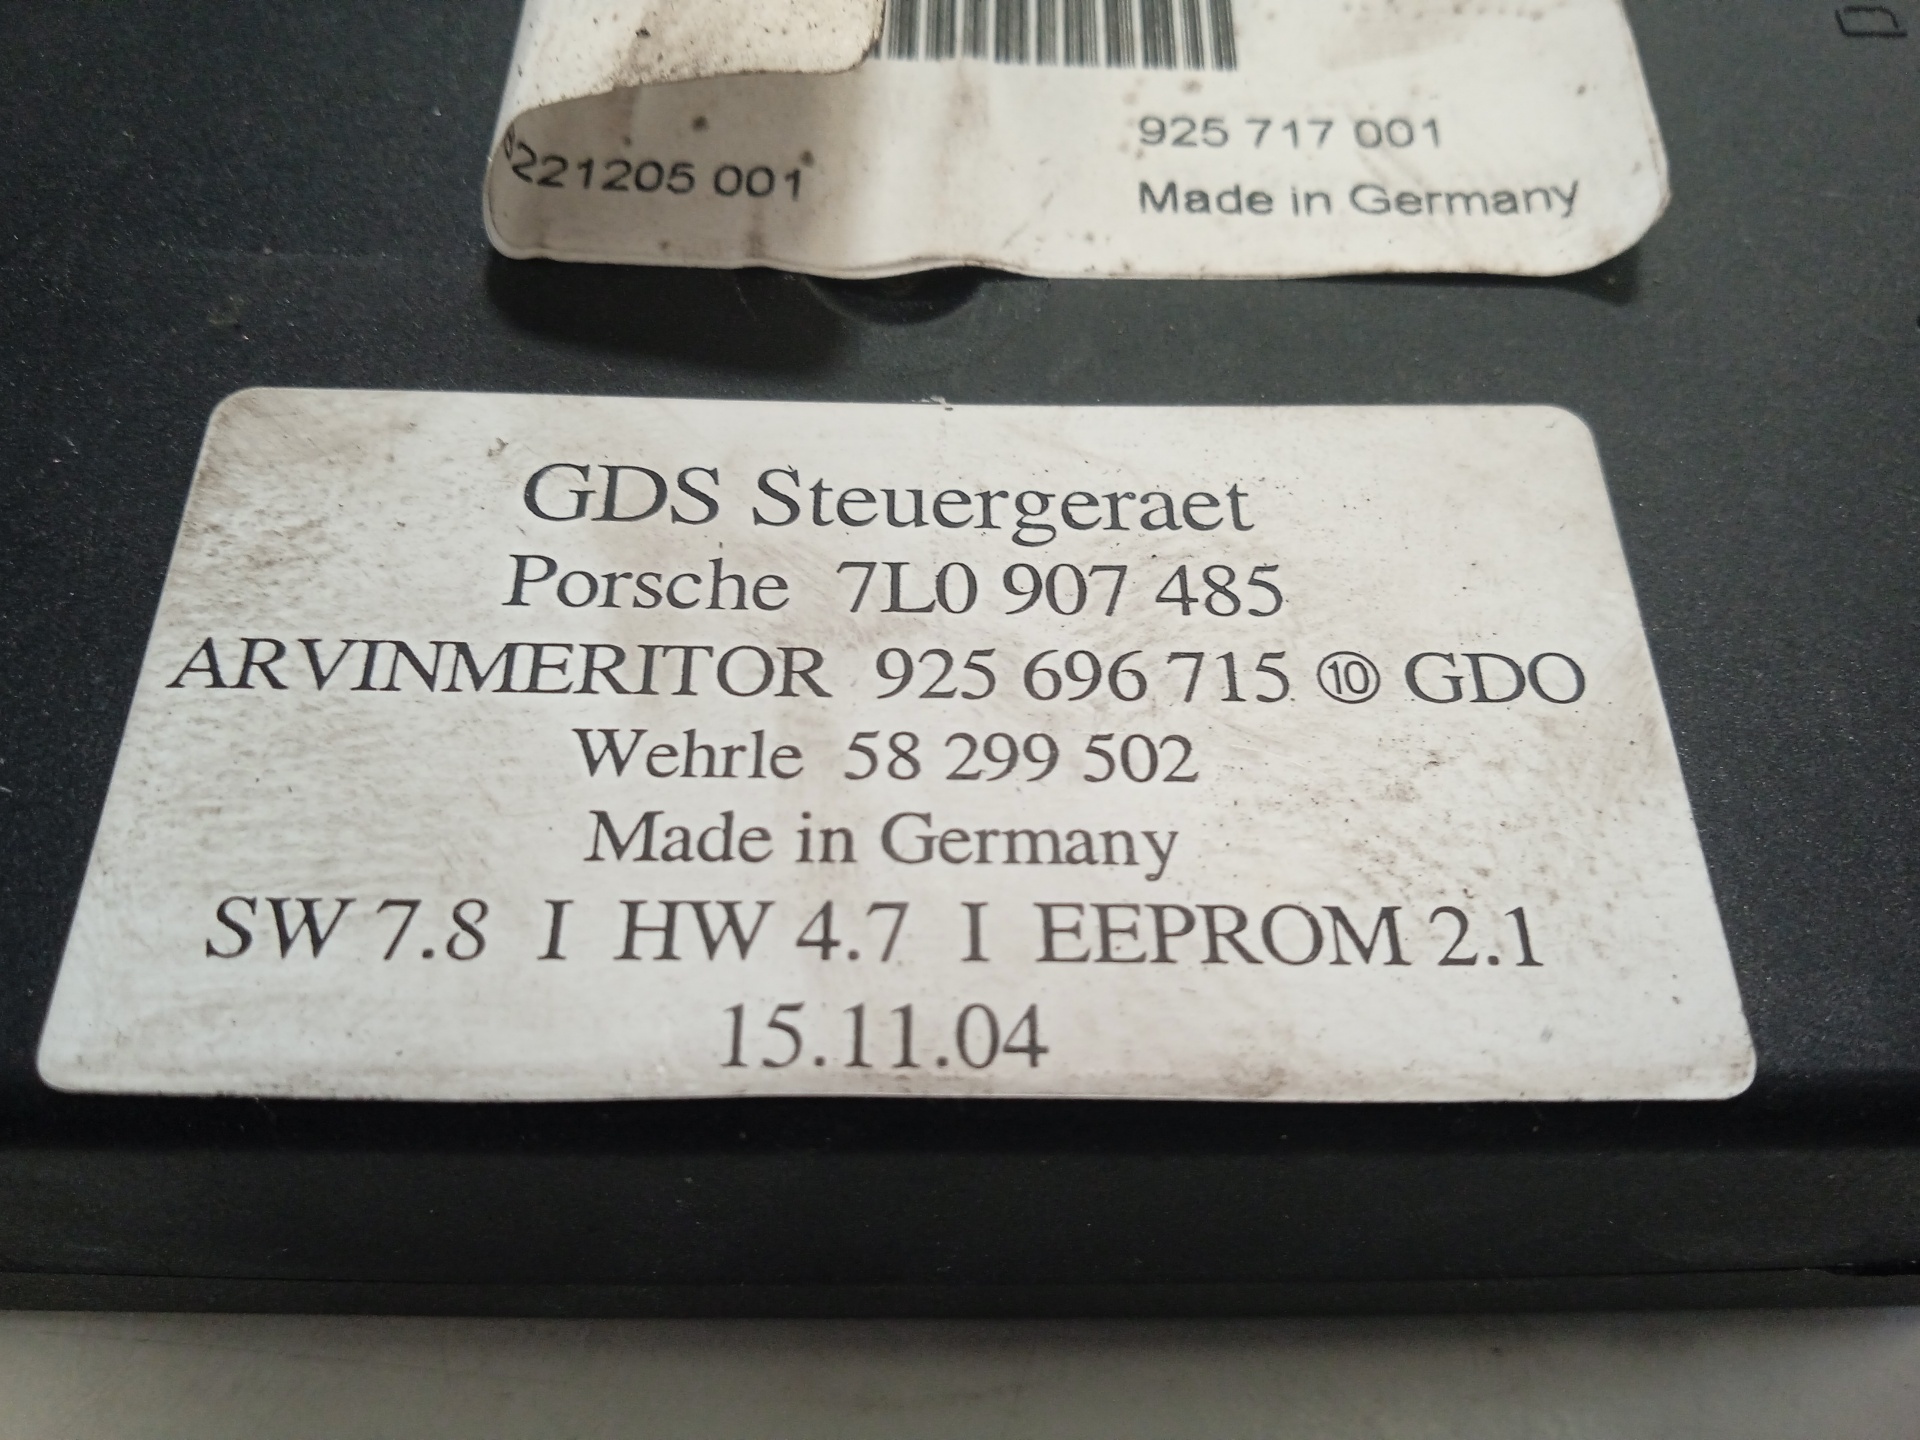 221205 001
925 717 001
Made in Germany
GDS Steuergeraet
Porsche 7L0 907 485
ARVINMERITOR 925 696 715 ⑩ GDO
Wehrle 58 299 502
Made in Germany
SW 7.8 I HW 4.7 I EEPROM 2.1
15.11.04